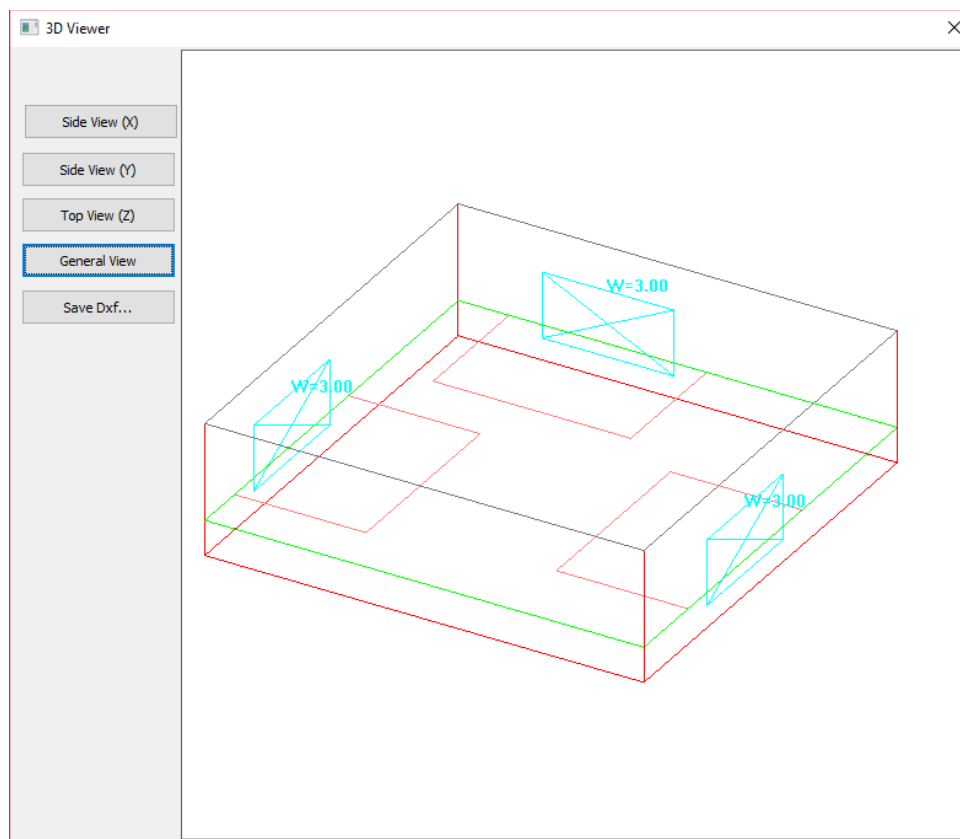 3D Viewer
Side View (X)
Side View (Y)
Top View (Z)
General View
Save Dxf...
W=3.00
W=3.00
W=3.00